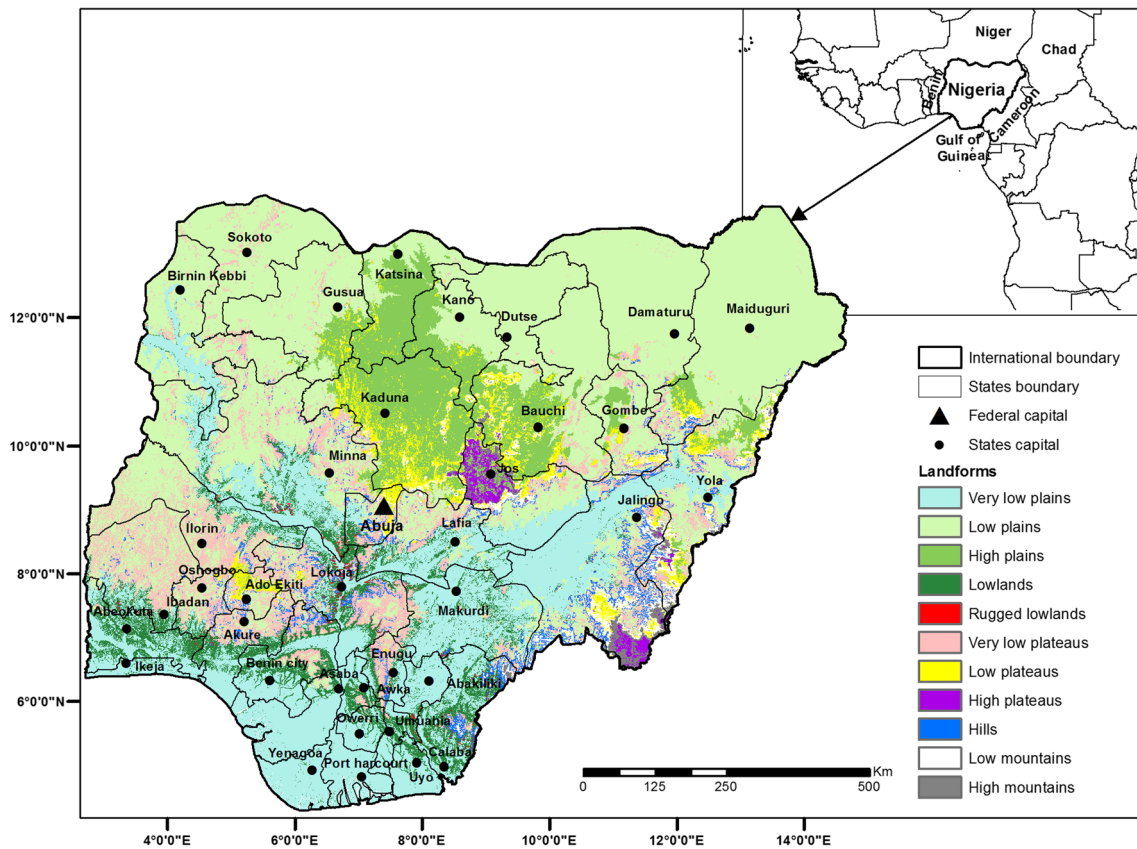 Niger
Chad
Benin
Nigeria
Cameroon
Gulf of
Guinea
Sokoto
Birnin Kebbi
Katsina
Gusua
Kano
Dutse
Damaturu
Maiduguri
12°0'0"N
Kaduna
Bauchi
Gombe
10°0'0"N
Minna
Jos
Yola
Jalingo
Abuja
Lafia
Ilorin
8°0'0"N
Oshogbo
Ado Ekiti
Lokoja
Makurdi
Abeokuta
Ibadan
Akure
Ikeja
Benin city
Enugu
Asaba
Awka
Abakiliki
6°0'0"N
Owerri
Umuahia
Yenagoa
Port harcourt
Calaba
Uyo
International boundary
States boundary
Federal capital
States capital
Landforms
Very low plains
Low plains
High plains
Lowlands
Rugged lowlands
Very low plateaus
Low plateaus
High plateaus
Hills
Low mountains
High mountains
Km
0 125 250 500
4°0'0"E 6°0'0"E 8°0'0"E 10°0'0"E 12°0'0"E 14°0'0"E